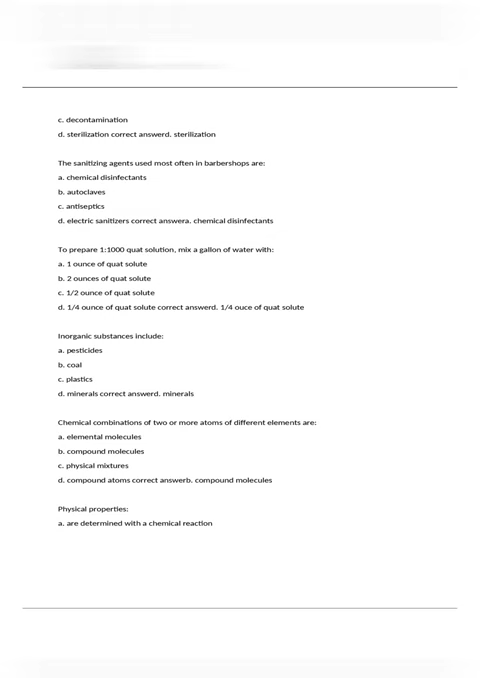 c. decontamination
d. sterilization correct answerd. sterilization
The sanitizing agents used most often in barbershops are:
a. chemical disinfectants
b. autoclaves
c. antiseptics
d. electric sanitizers correct answera. chemical disinfectants
To prepare 1:1000 quat solution, mix a gallon of water with:
a. 1 ounce of quat solute
b. 2 ounces of quat solute
c. 1/2 ounce of quat solute
d. 1/4 ounce of quat solute correct answerd. 1/4 ouce of quat solute
Inorganic substances include:
a. pesticides
b. coal
c. plastics
d. minerals correct answerd. minerals
Chemical combinations of two or more atoms of different elements are:
a. elemental molecules
b. compound molecules
c. physical mixtures
d. compound atoms correct answerb. compound molecules
Physical properties:
a. are determined with a chemical reaction